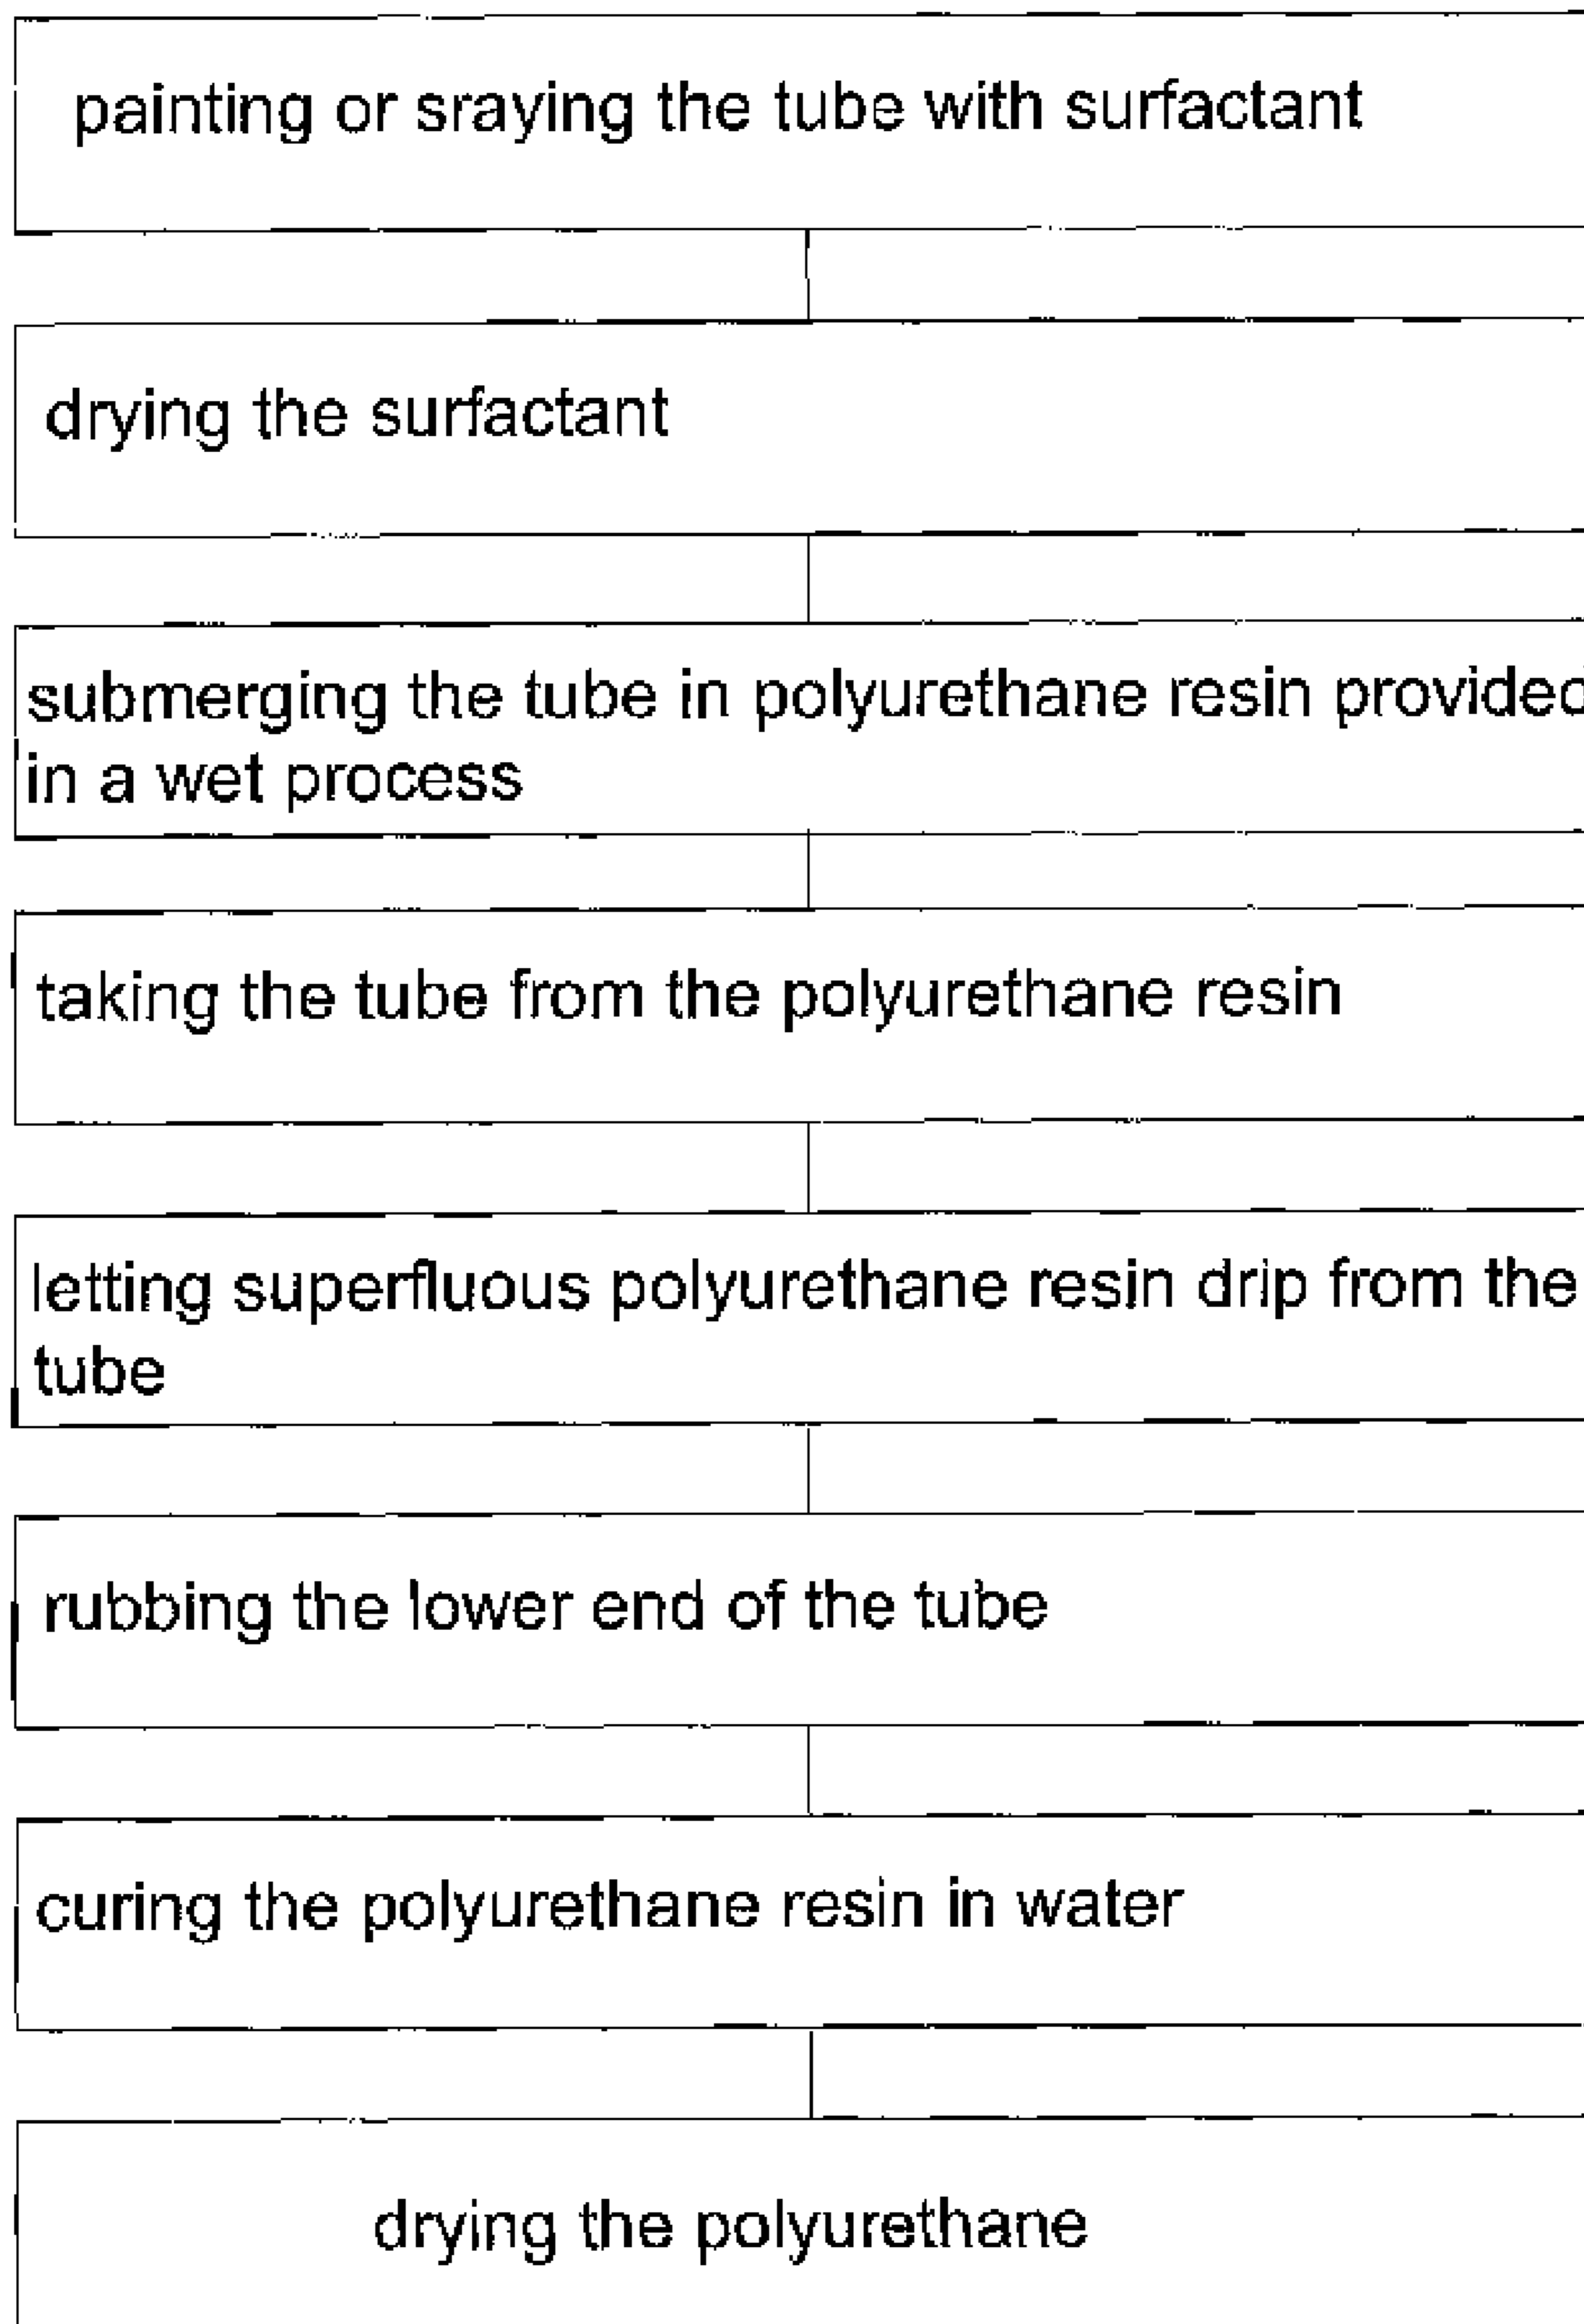 painting or sraying the tube with surfactant
drying the surfactant
submerging the tube in polyurethane resin provided
in a wet process
taking the tube from the polyurethane resin
letting superfluous polyurethane resin drip from the
tube
rubbing the lower end of the tube
curing the polyurethane resin in water
drying the polyurethane